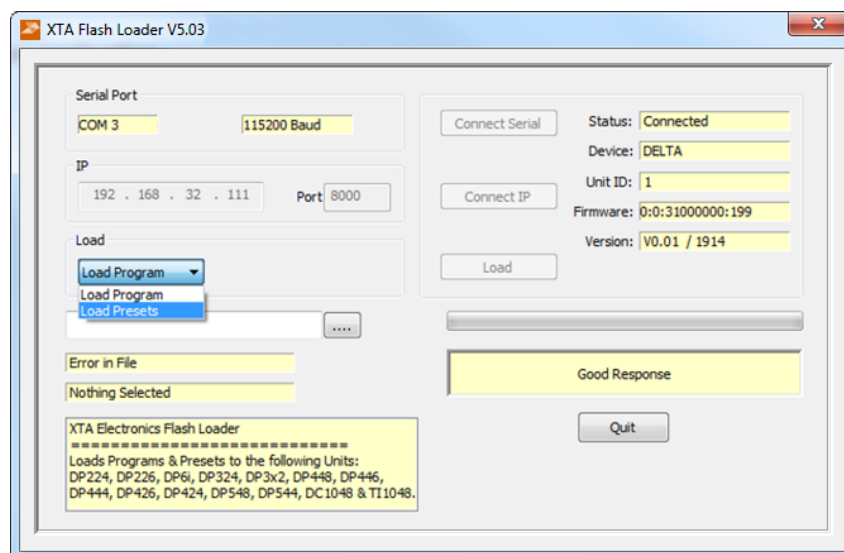 XTA Flash Loader V5.03
Serial Port
COM 3 115200 Baud
IP
192 . 168 . 32 . 111 Port 8000
Load
Load Program
Load Program
Load Presets
....
Error in File
Nothing Selected
XTA Electronics Flash Loader
============================
Loads Programs & Presets to the following Units:
DP224, DP226, DP6i, DP324, DP3x2, DP448, DP446,
DP444, DP426, DP424, DP548, DP544, DC1048 & TI1048.
Connect Serial Status: Connected
Device: DELTA
Unit ID: 1
Connect IP
Firmware: 0:0:31000000:199
Version: V0.01 / 1914
Load
Good Response
Quit